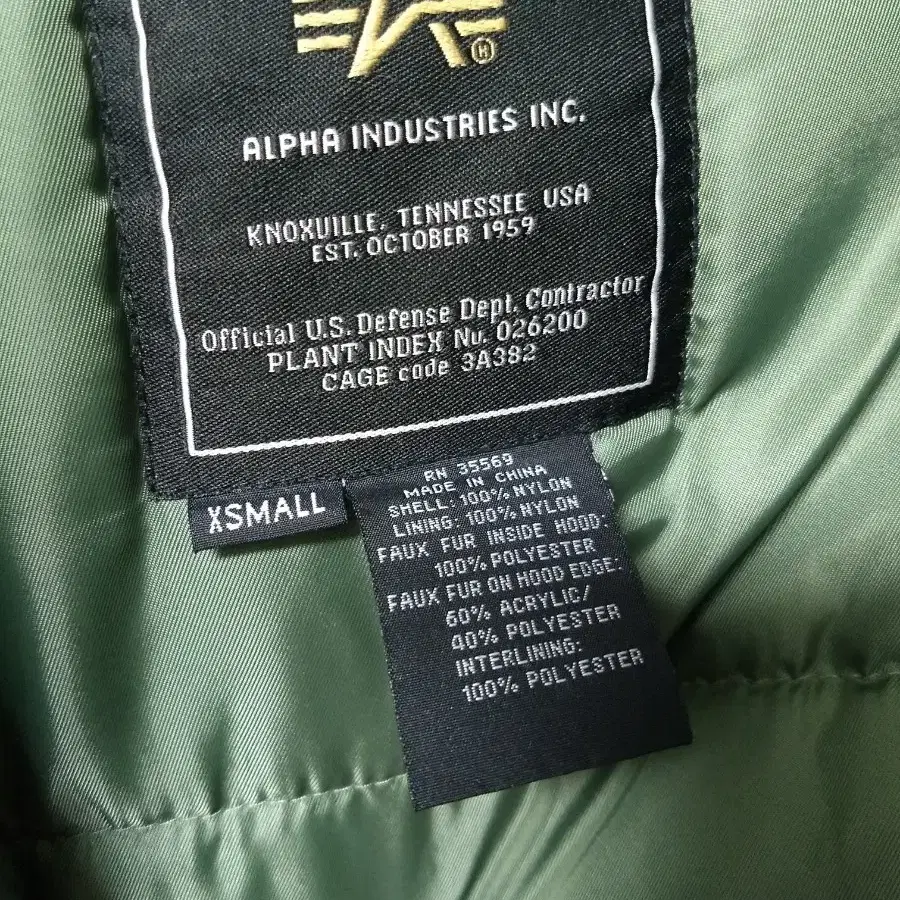 ALPHA INDUSTRIES INC.
KNOXVILLE, TENNESSEE USA
EST. OCTOBER 1959
Official U.S. Defense Dept. Contractor
PLANT INDEX No. 026200
CAGE code 3A382
XSMALL
RN 35569
MADE IN CHINA
SHELL: 100% NYLON
LINING: 100% NYLON
FAUX FUR INSIDE HOOD:
100% POLYESTER
FAUX FUR ON HOOD EDGE:
60% ACRYLIC/
40% POLYESTER
INTERLINING:
100% POLYESTER